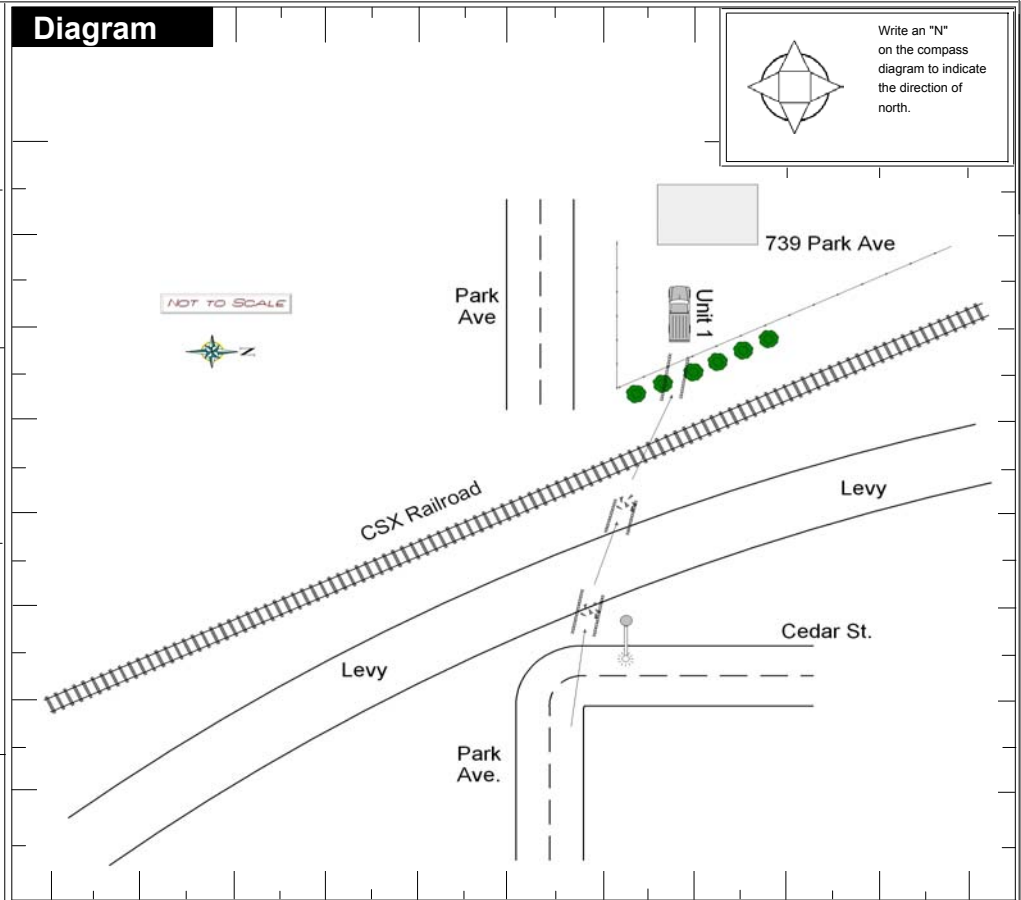 Diagram
Write an "N"
on the compass
diagram to indicate
the direction of
north.
739 Park Ave
Park
Ave
Unit 1
NOT TO SCALE
N
CSX Railroad
Levy
Levy
Cedar St.
Park
Ave.